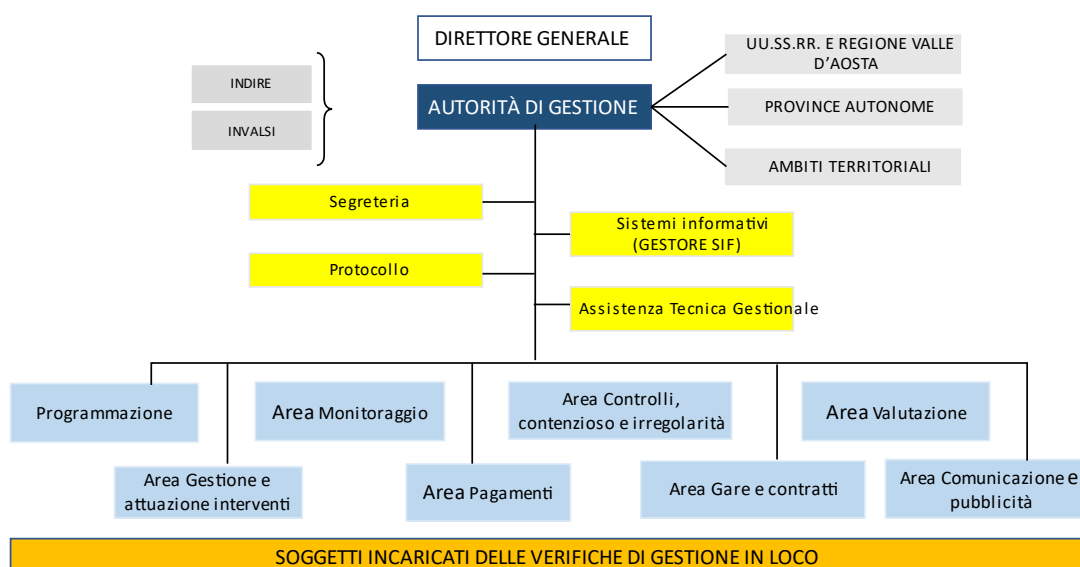 DIRETTORE GENERALE
UU.SS.RR. E REGIONE VALLE
D'AOSTA
INDIRE
AUTORITÀ DI GESTIONE
PROVINCE AUTONOME
INVALSI
AMBITI TERRITORIALI
Segreteria
Sistemi informativi
(GESTORE SIF)
Protocollo
Assistenza Tecnica Gestionale
Programmazione
Area Monitoraggio
Area Controlli,
contenzioso e irregolarità
Area Valutazione
Area Gestione e
attuazione interventi
Area Pagamenti
Area Gare e contratti
Area Comunicazione e
pubblicità
SOGGETTI INCARICATI DELLE VERIFICHE DI GESTIONE IN LOCO